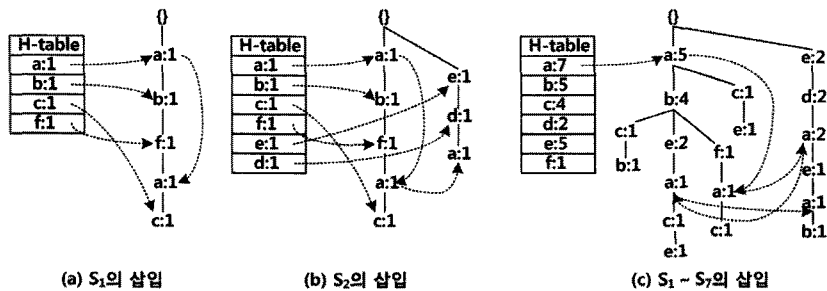 {}
H-table
a:1
b:1
c:1
f:1
a:1
b:1
f:1
a:1
c:1
(a) S1의 삽입
{}
H-table
a:1
b:1
c:1
f:1
e:1
d:1
a:1
b:1
f:1
a:1
c:1
e:1
d:1
a:1
(b) S2의 삽입
{}
H-table
a:7
b:5
c:4
d:2
e:5
f:1
a:5
b:4
c:1
e:1
c:1
b:1
e:2
a:1
c:1
e:1
f:1
a:1
c:1
e:2
d:2
a:2
e:1
a:1
b:1
(c) S1 ~ S7의 삽입